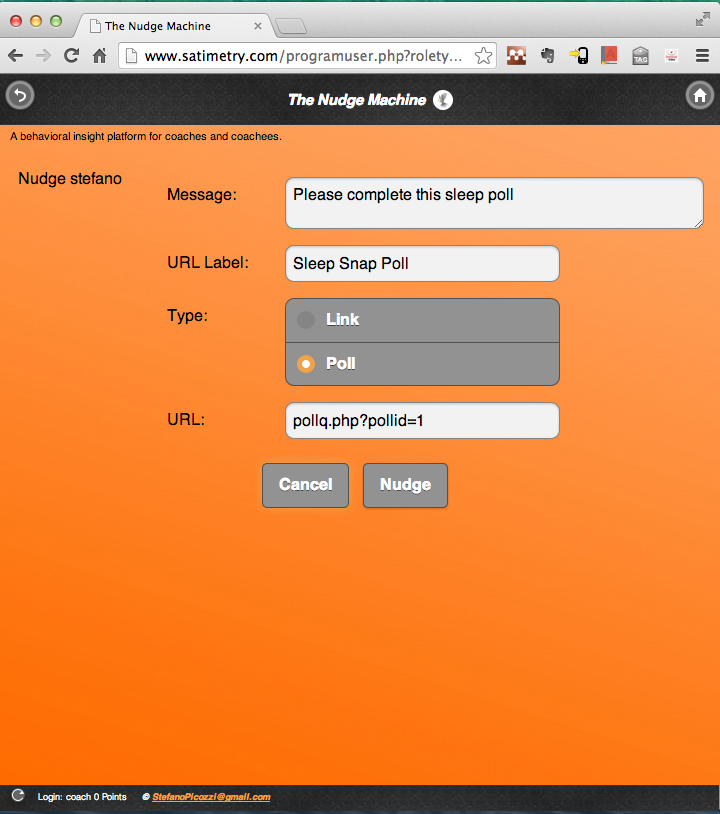 The Nudge Machine
www.satimetry.com/programuser.php?rolety...
TAG
The Nudge Machine
A behavioral insight platform for coaches and coachees.
Nudge stefano
Message:
Please complete this sleep poll
URL Label:
Sleep Snap Poll
Type:
Link
Poll
URL:
pollq.php?pollid=1
Cancel
Nudge
Login: coach 0 Points © StefanoPicozzi@gmail.com